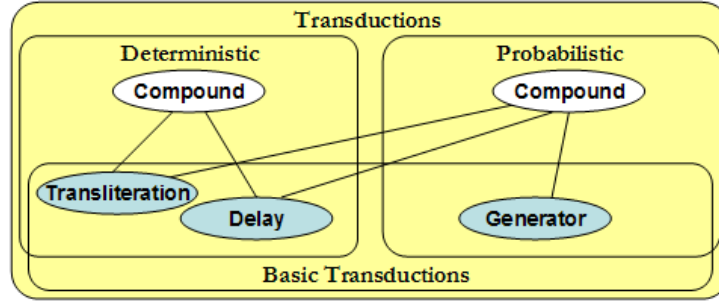 Transductions
Deterministic
Probabilistic
Compound
Compound
Transliteration
Delay
Generator
Basic Transductions